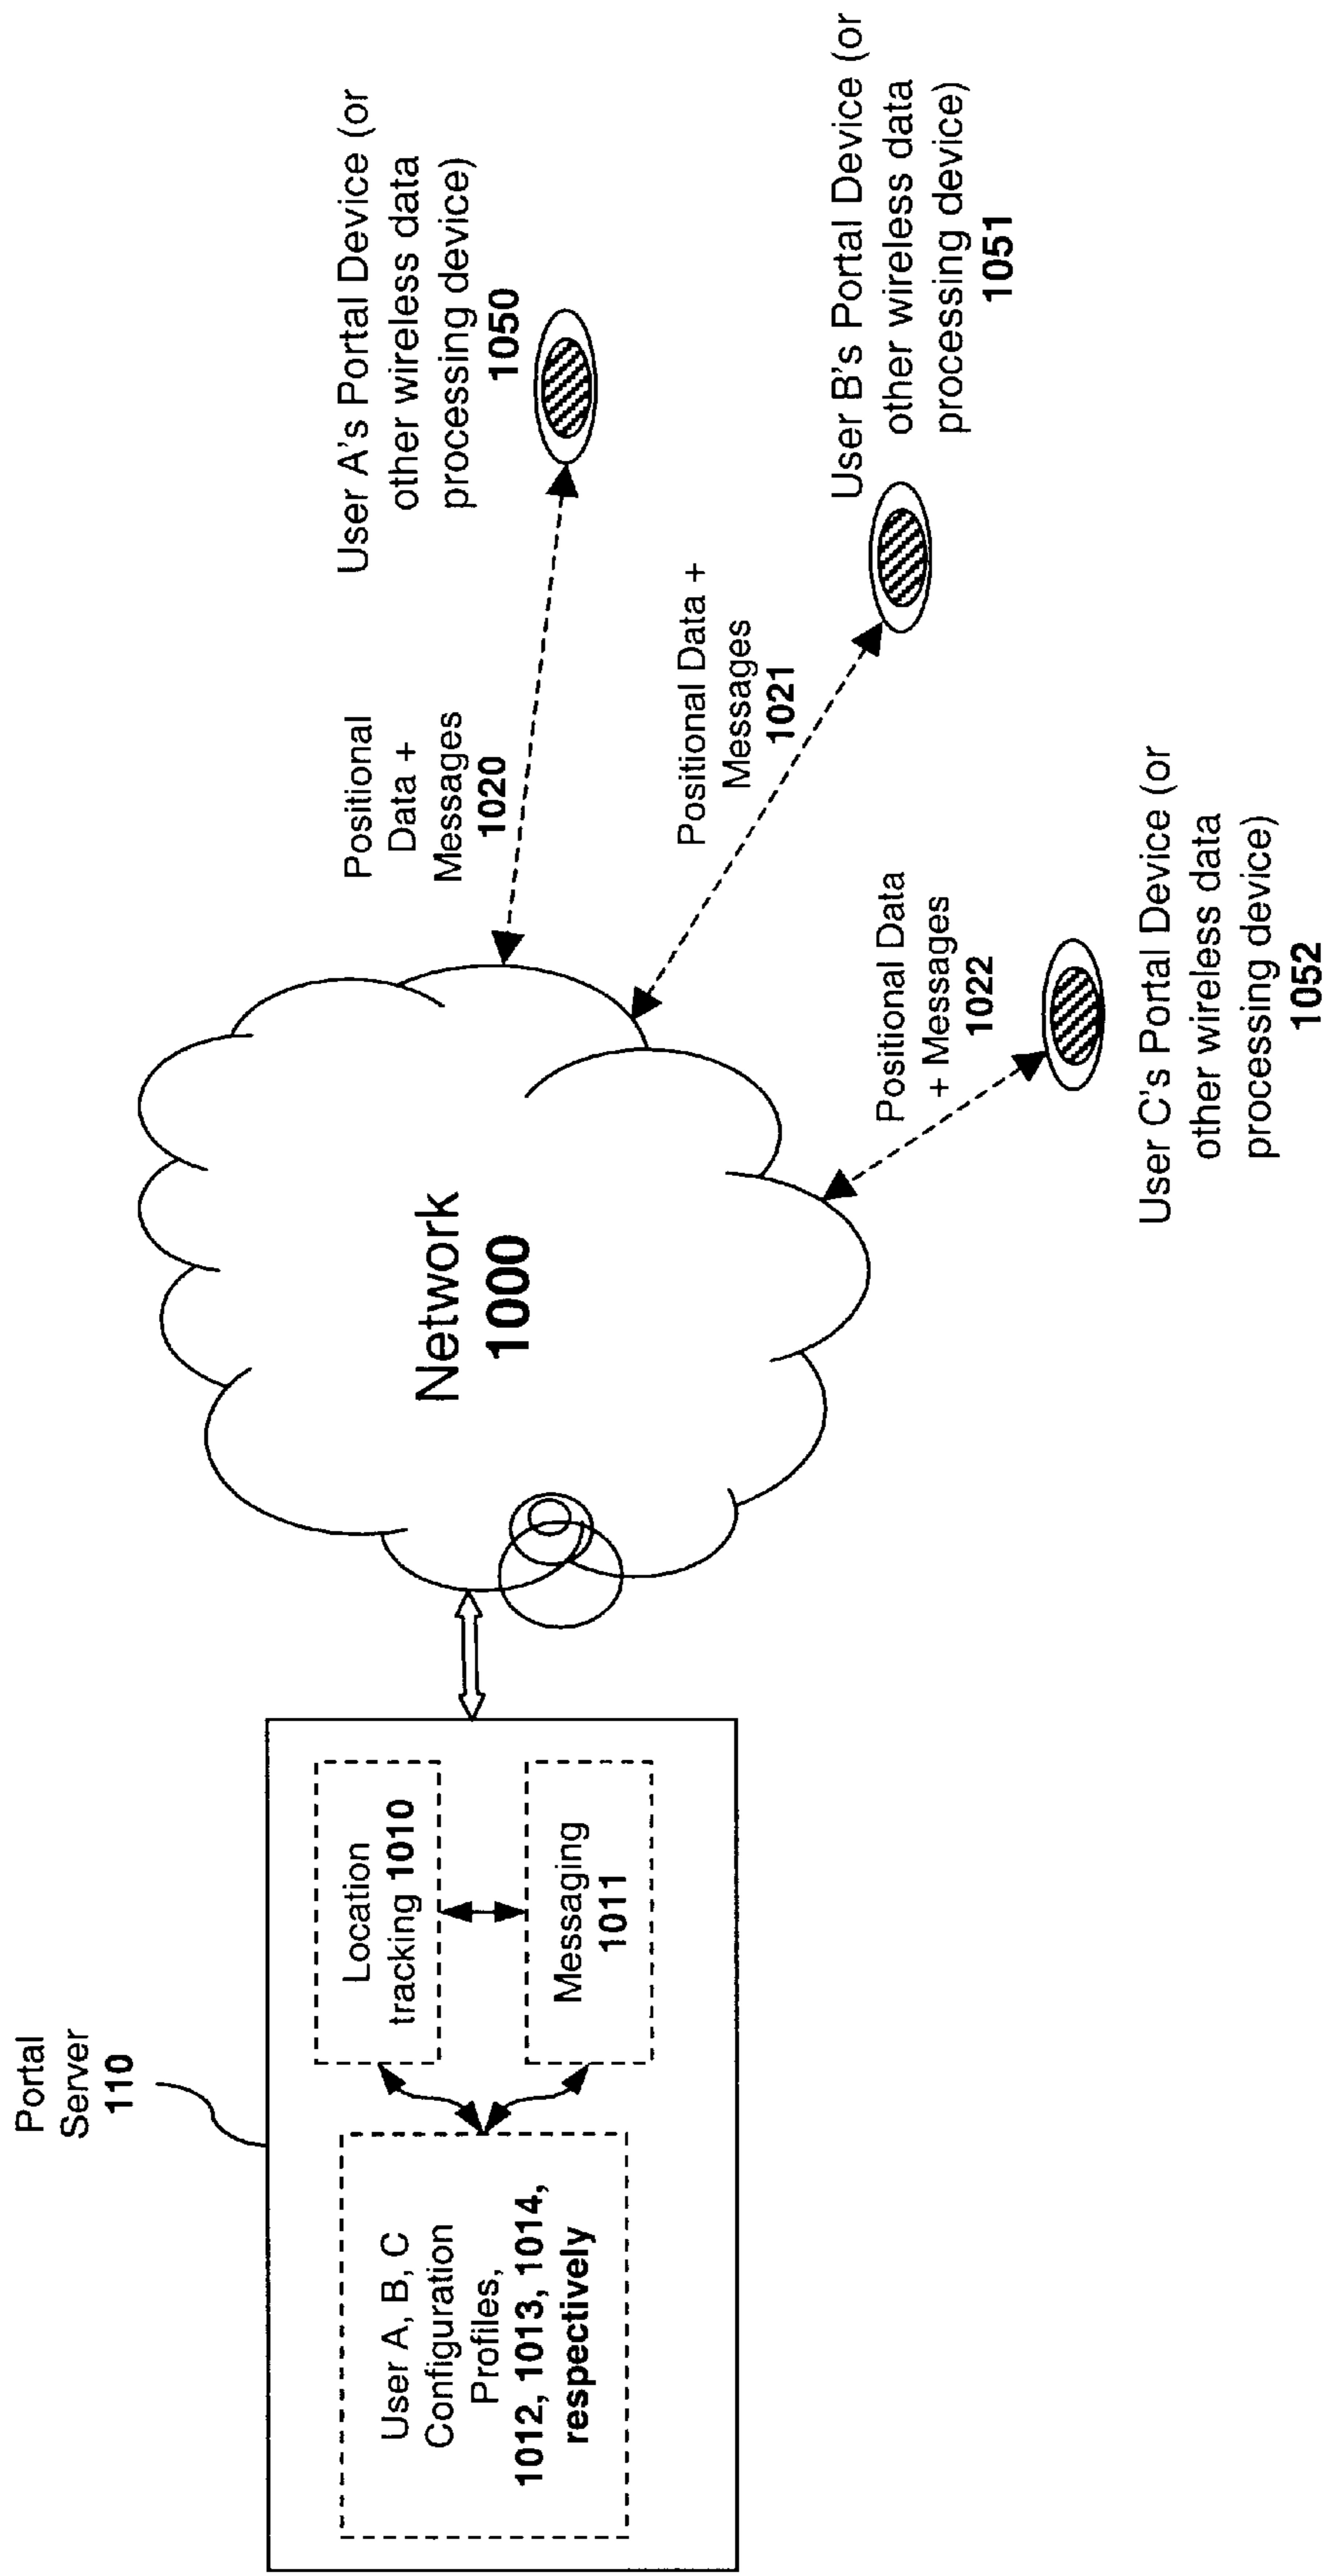 Portal
Server
110
User A, B, C
Configuration
Profiles,
1012, 1013, 1014,
respectively
Location
tracking 1010
Messaging
1011
Network
1000
Positional
Data +
Messages
1020
Positional Data +
Messages
1021
Positional Data
+ Messages
1022
User A's Portal Device (or
other wireless data
processing device)
1050
User B's Portal Device (or
other wireless data
processing device)
1051
User C's Portal Device (or
other wireless data
processing device)
1052